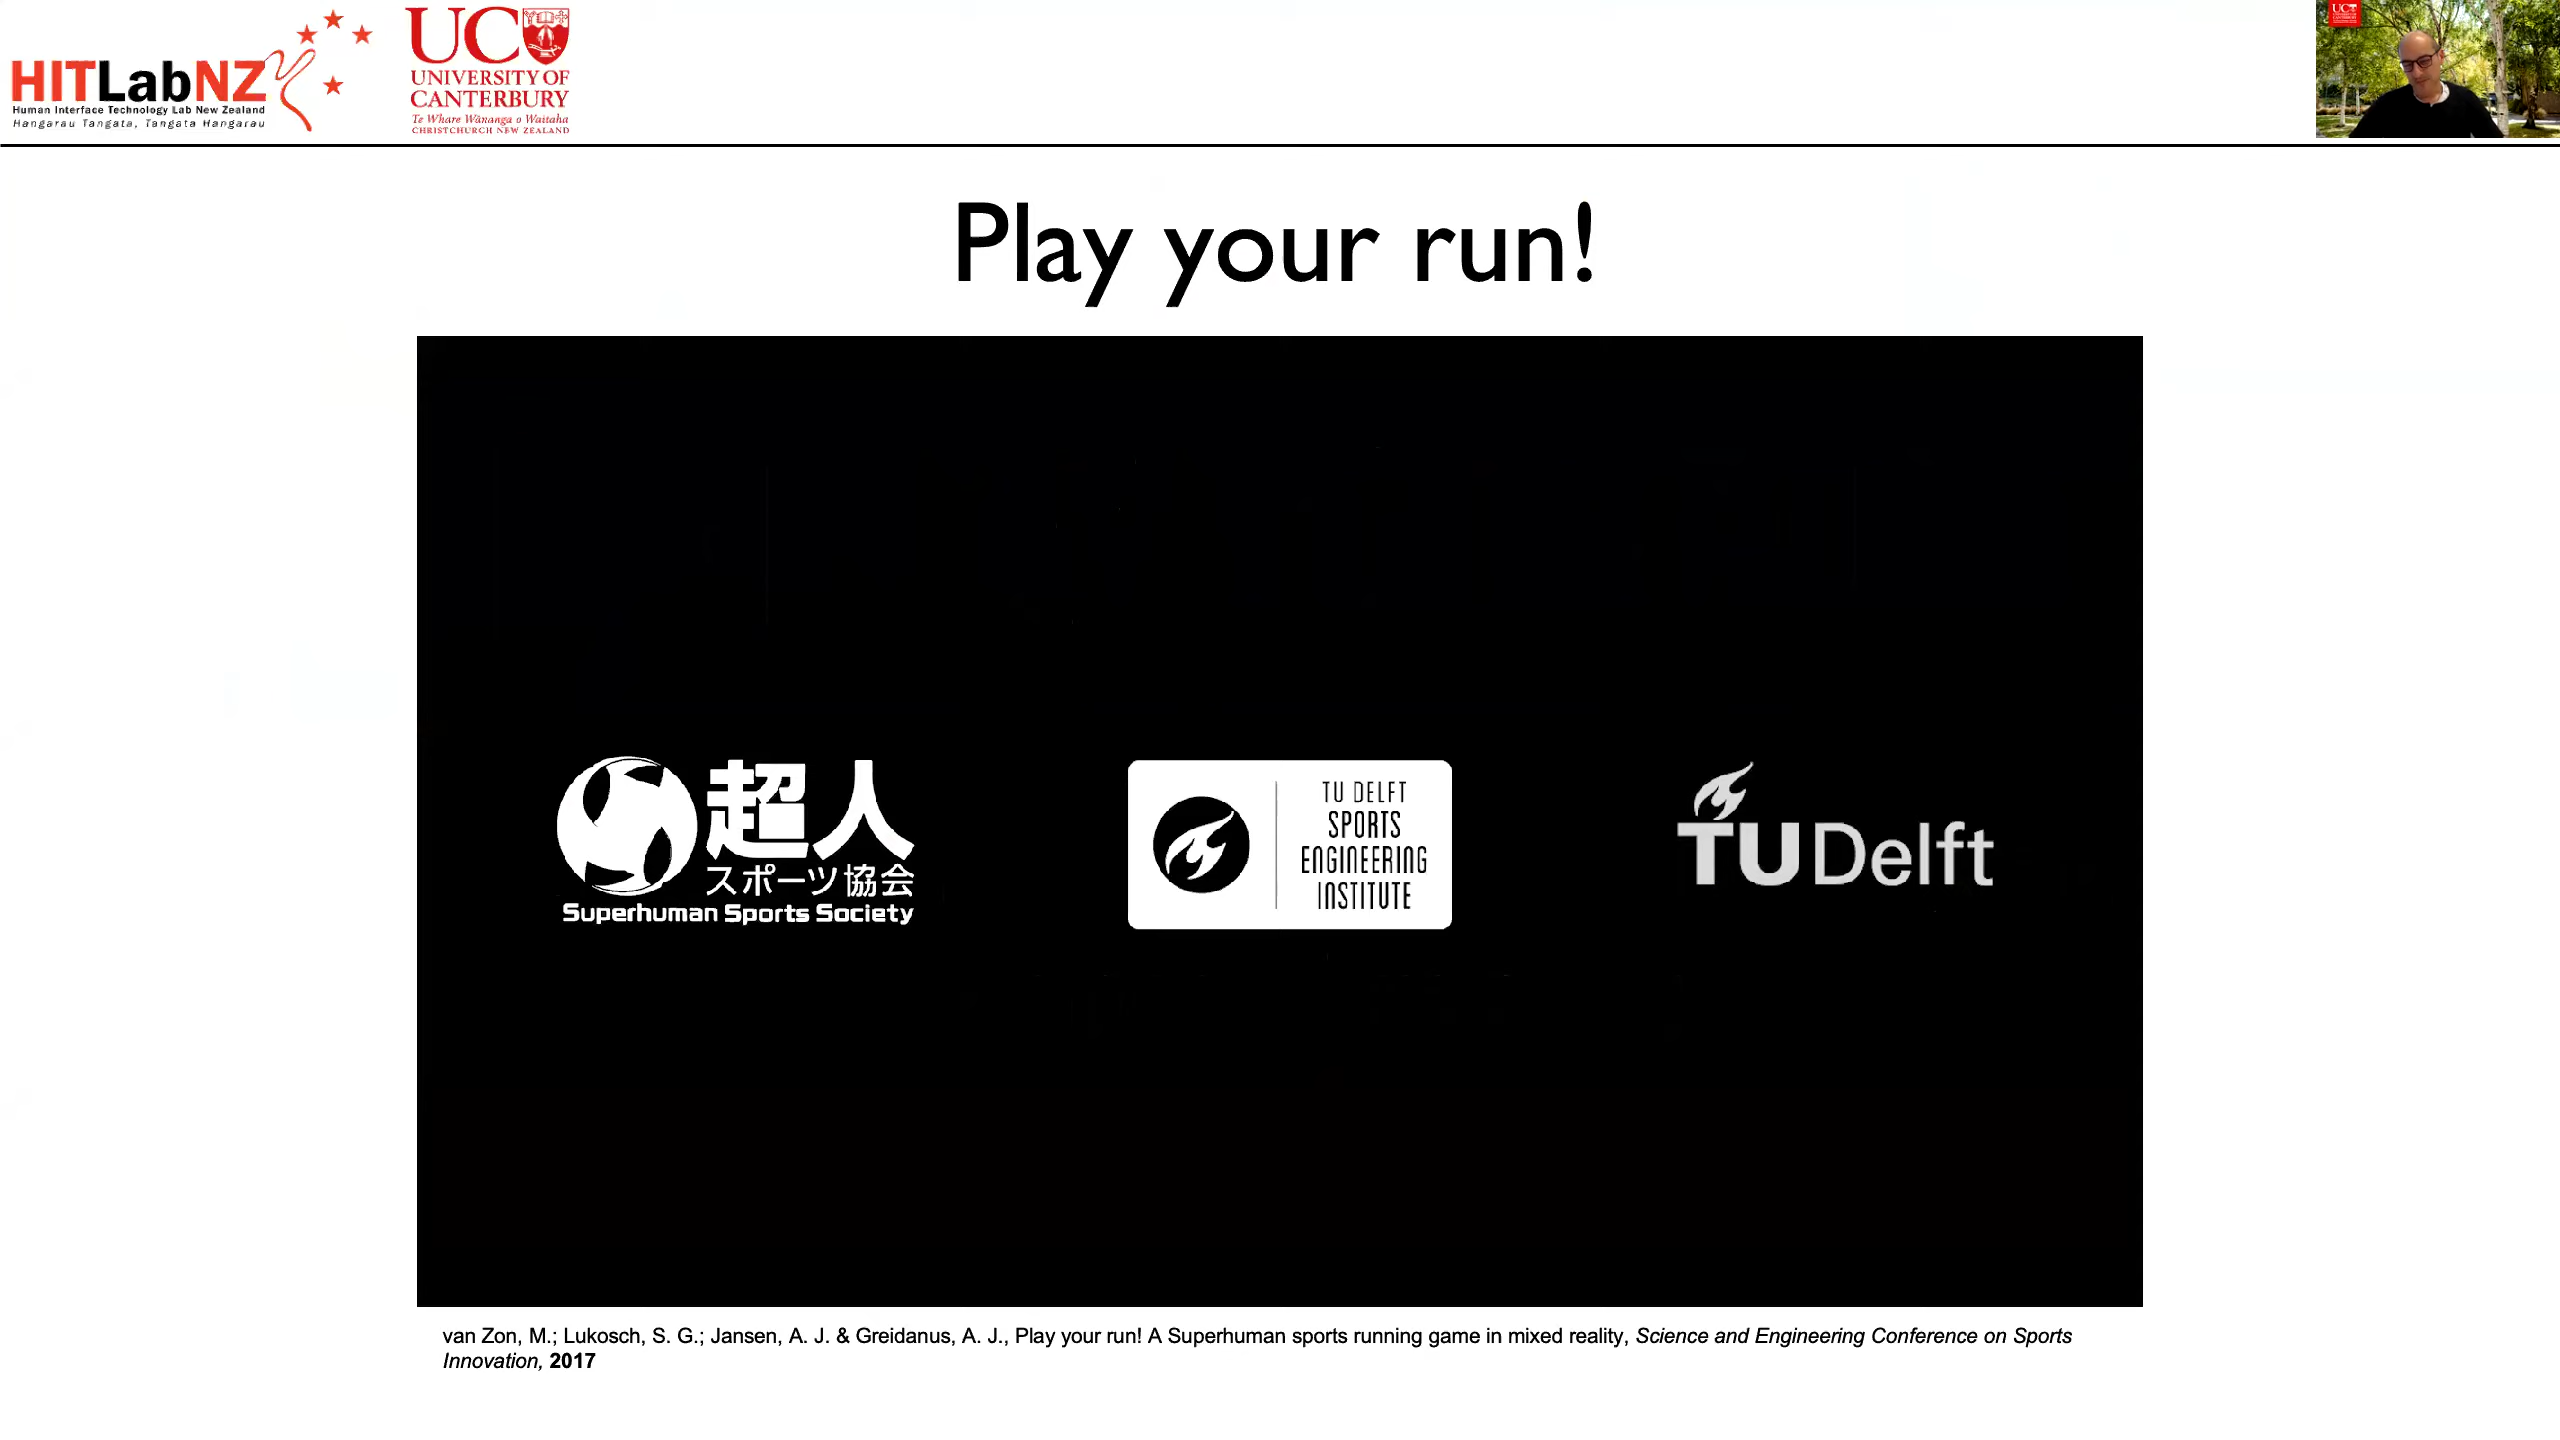 HITLabNZ
Human Interface Technology Lab New Zealand
Hangarau Tangata, Tangata Hangarau
UC
UNIVERSITY OF
CANTERBURY
Te Whare Wānanga o Waitaha
CHRISTCHURCH NEW ZEALAND
UC
Play your run!
超人
スポーツ協会
Superhuman Sports Society
TU DELFT
SPORTS
ENGINEERING
INSTITUTE
TUDelft
van Zon, M.; Lukosch, S. G.; Jansen, A. J. & Greidanus, A. J., Play your run! A Superhuman sports running game in mixed reality, Science and Engineering Conference on Sports
Innovation, 2017